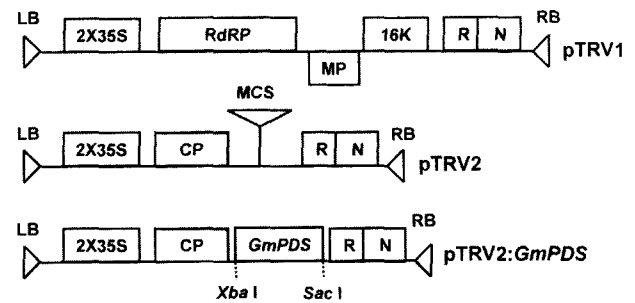 LB 2X35S RdRP MP 16K R N RB pTRV1
MCS
LB 2X35S CP R N RB pTRV2
LB 2X35S CP GmPDS R N RB pTRV2:GmPDS
Xba I Sac I